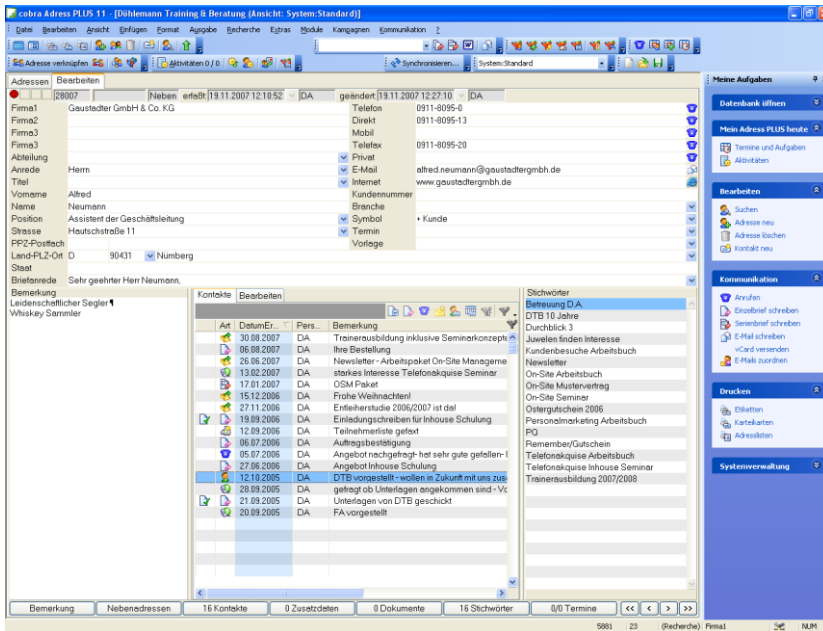 cobra Adress PLUS 11 - [Döhlemann Training & Beratung (Ansicht: System:Standard)]
Datei Bearbeiten Ansicht Einfügen Format Ausgabe Recherche Extras Module Kampagnen Kommunikation ?
Adresse verknüpfen Aktivitäten 0 / 0 Synchronisieren... System:Standard
Adressen Bearbeiten
28007 Neben erfaßt 19.11.2007 12:10:52 DA geändert 19.11.2007 12:27:10 DA
Firma1 Gaustadter GmbH & Co. KG Telefon 0911-8095-0
Firma2 Direkt 0911-8095-13
Firma3 Mobil
Firma3 Telefax 0911-8095-20
Abteilung Privat
Anrede Herrn E-Mail alfred.neumann@gaustadtergmbh.de
Titel Internet www.gaustadtergmbh.de
Vorname Alfred Kundennummer
Name Neumann Branche
Position Assistent der Geschäftsleitung Symbol + Kunde
Strasse Hautschstraße 11 Termin
PPZ-Postfach Vorlage
Land-PLZ-Ort D 90431 Nürnberg
Staat
Briefanrede Sehr geehrter Herr Neumann,
Bemerkung
Leidenschaftlicher Segler ¶
Whiskey Sammler
Kontakte Bearbeiten
Art DatumEr... Pers... Bemerkung
30.08.2007 DA Trainerausbildung inklusive Seminarkonzepte
06.08.2007 DA Ihre Bestellung
26.06.2007 DA Newsletter - Arbeitspaket On-Site Manageme
13.02.2007 DA starkes Interesse Telefonakquise Seminar
17.01.2007 DA OSM Paket
15.12.2006 DA Frohe Weihnachten!
27.11.2006 DA Entleiherstudie 2006/2007 ist da!
19.09.2006 DA Einladungschreiben für Inhouse Schulung
12.09.2006 DA Teilnehmerliste gefaxt
06.07.2006 DA Auftragsbestätigung
05.07.2006 DA Angebot nachgefragt- hat sehr gute gefallen-
27.06.2006 DA Angebot Inhouse Schulung
12.10.2005 DA DTB vorgestellt - wollen in Zukunft mit uns zus
28.09.2005 DA gefragt ob Unterlagen angekommen sind - Vo
21.09.2005 DA Unterlagen von DTB geschickt
20.09.2005 DA FA vorgestellt
Stichwörter
Betreuung D.A.
DTB 10 Jahre
Durchblick 3
Juwelen finden Interesse
Kundenbesuche Arbeitsbuch
Newsletter
On-Site Arbeitsbuch
On-Site Mustervertrag
On-Site Seminar
Ostergutschein 2006
Personalmarketing Arbeitsbuch
PQ
Remember/Gutschein
Telefonakquise Arbeitsbuch
Telefonakquise Inhouse Seminar
Trainerausbildung 2007/2008
Bemerkung Nebenadressen 16 Kontakte 0 Zusatzdaten 0 Dokumente 16 Stichwörter 0/0 Termine << < > >>
5881 23 (Recherche) Firma1 NUM
Meine Aufgaben
Datenbank öffnen
Mein Adress PLUS heute
Termine und Aufgaben
Aktivitäten
Bearbeiten
Suchen
Adresse neu
Adresse löschen
Kontakt neu
Kommunikation
Anrufen
Einzelbrief schreiben
Serienbrief schreiben
E-Mail schreiben
vCard versenden
E-Mails zuordnen
Drucken
Etiketten
Karteikarten
Adresslisten
Systemverwaltung